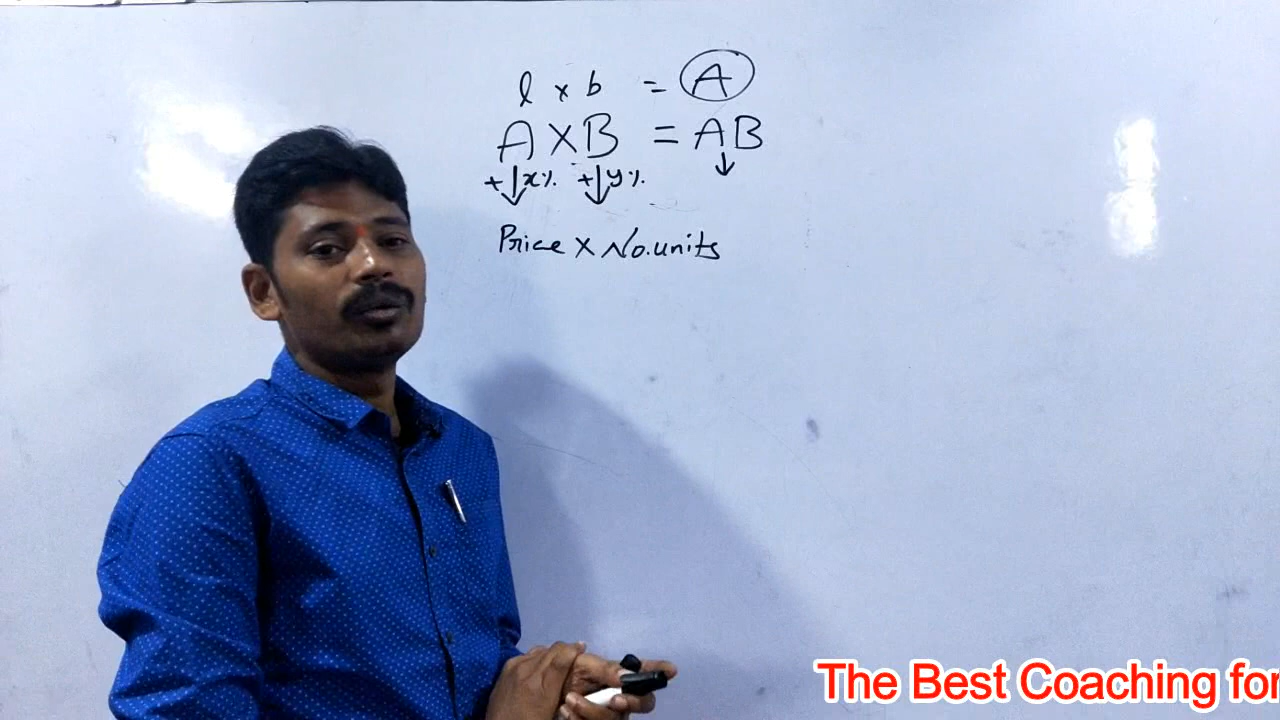 l × b = A
A × B = AB
+ x% + y%
Price × No. units
The Best Coaching for